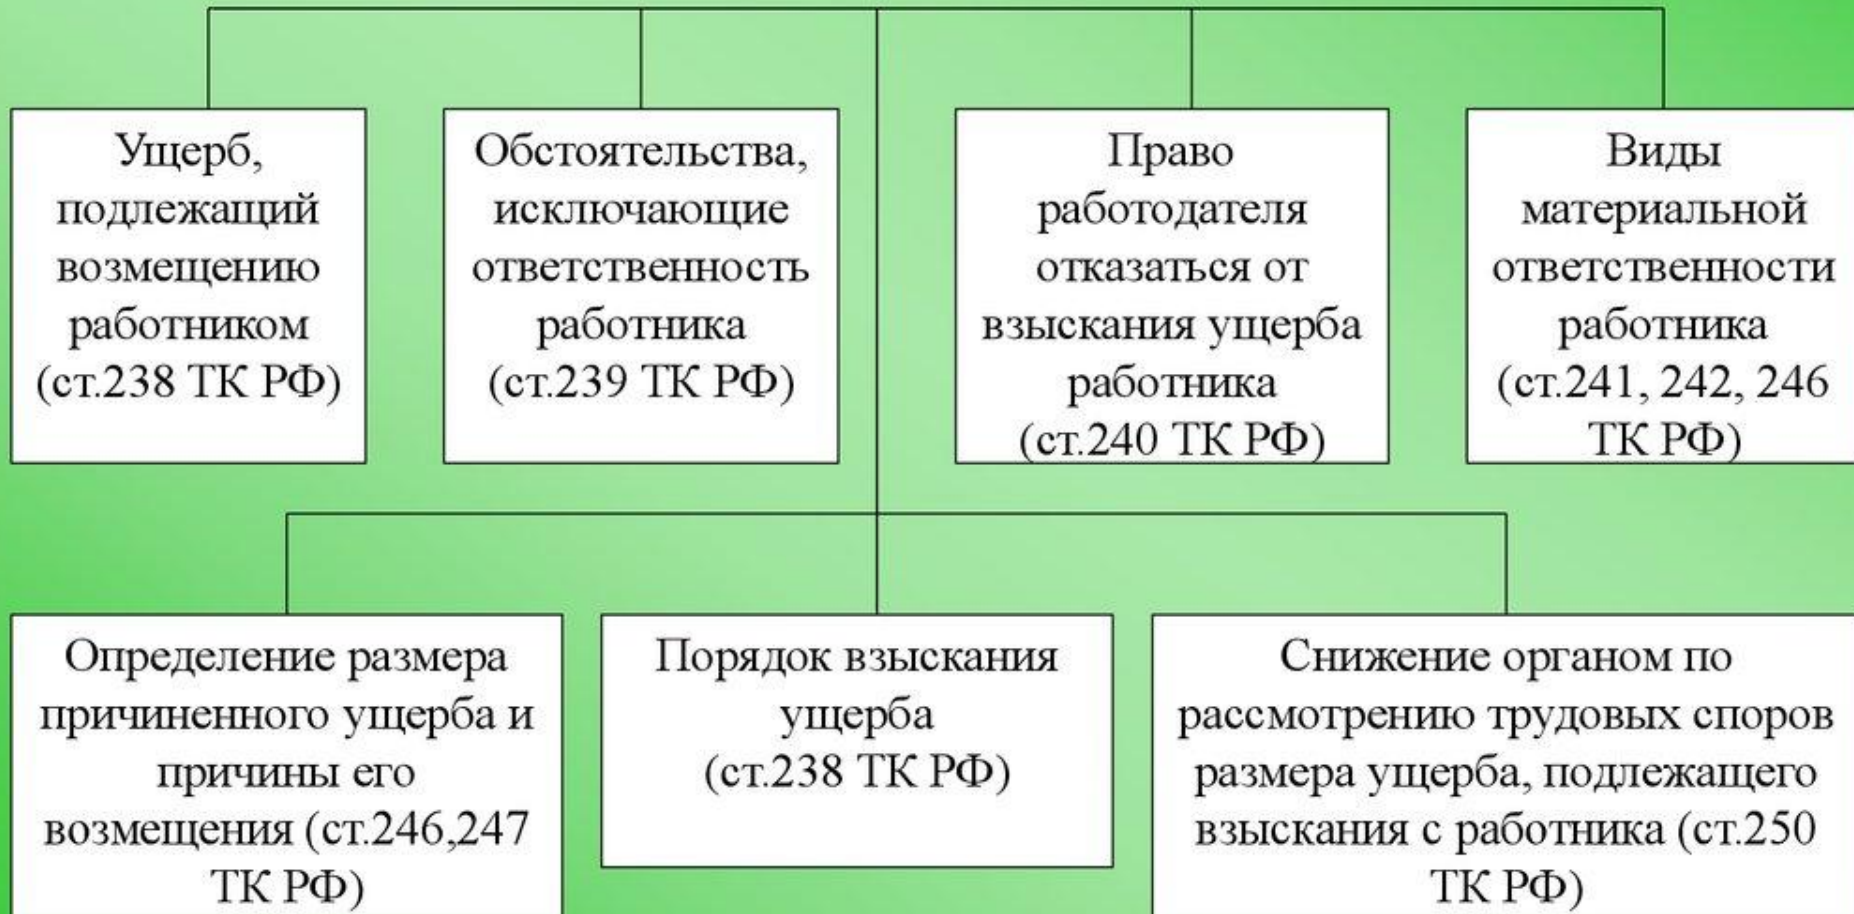 Ущерб,
подлежащий
возмещению
работником
(ст.238 ТК РФ)
Обстоятельства,
исключающие
ответственность
работника
(ст.239 ТК РФ)
Право
работодателя
отказаться от
взыскания ущерба
работника
(ст.240 ТК РФ)
Виды
материальной
ответственности
работника
(ст.241, 242, 246
ТК РФ)
Определение размера
причиненного ущерба и
причины его
возмещения (ст.246,247
ТК РФ)
Порядок взыскания
ущерба
(ст.238 ТК РФ)
Снижение органом по
рассмотрению трудовых споров
размера ущерба, подлежащего
взыскания с работника (ст.250
ТК РФ)